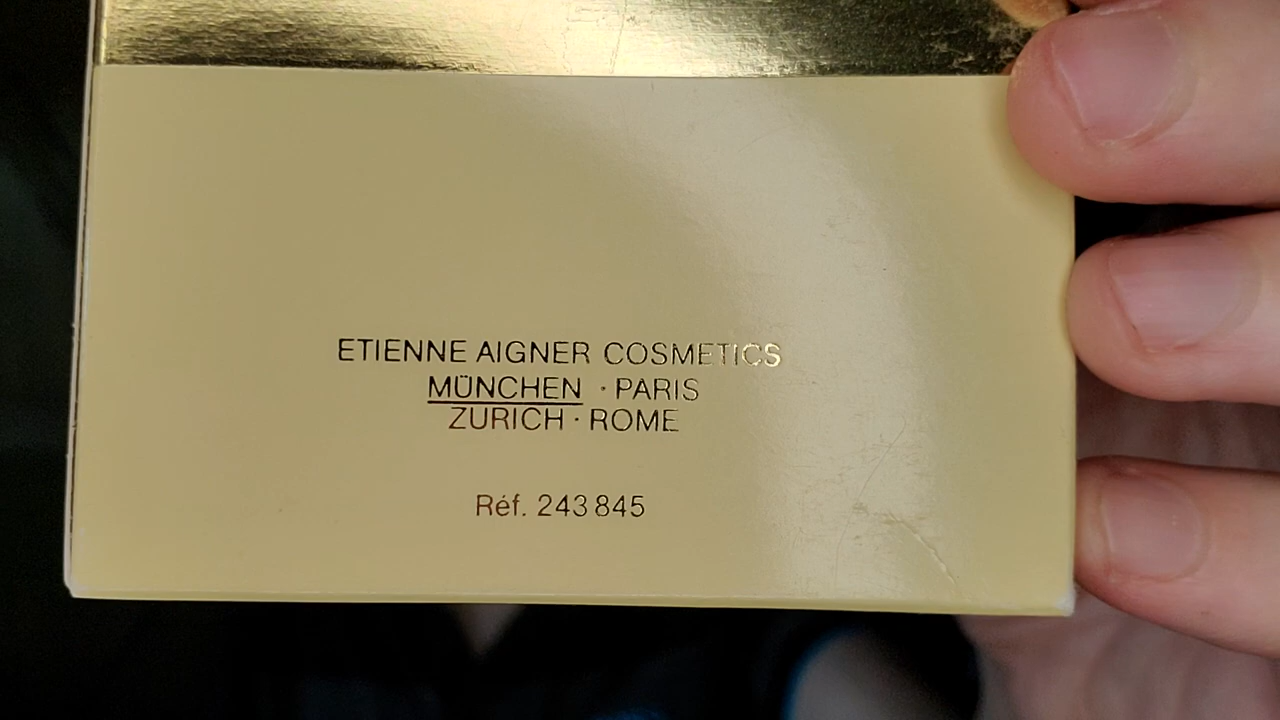 ETIENNE AIGNER COSMETICS
MÜNCHEN · PARIS
ZURICH · ROME
Réf. 243 845